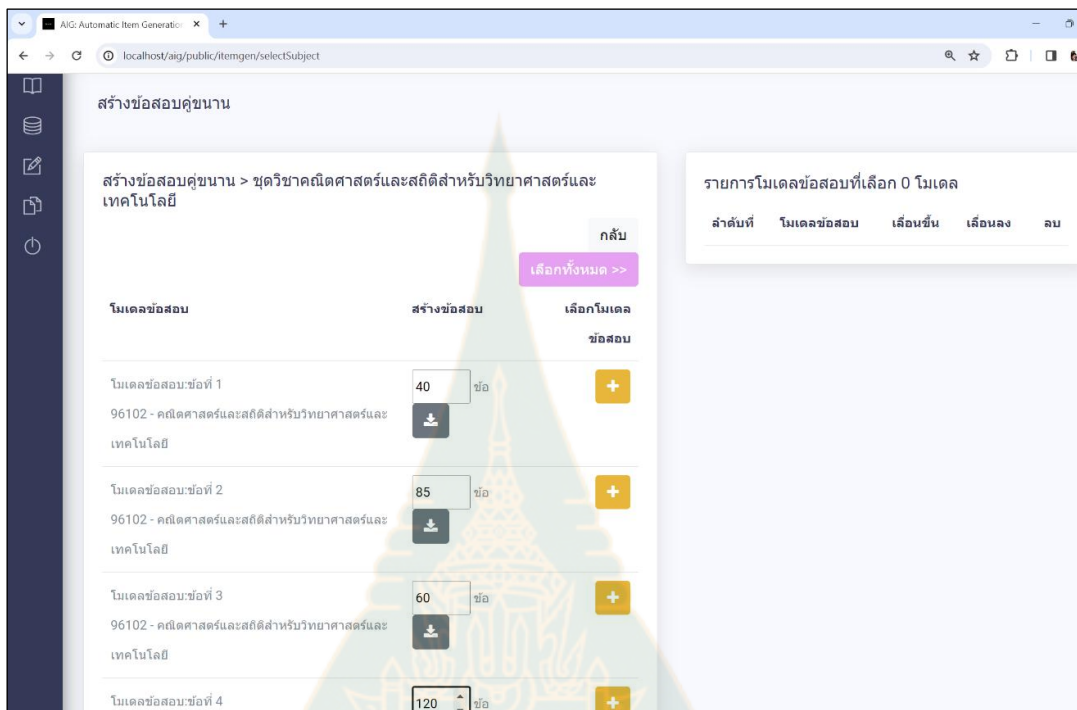 AIG: Automatic Item Generatio
localhost/aig/public/itemgen/selectSubject
สร้างข้อสอบคู่ขนาน
สร้างข้อสอบคู่ขนาน > ชุดวิชาคณิตศาสตร์และสถิติสำหรับวิทยาศาสตร์และ
เทคโนโลยี
กลับ
เลือกทั้งหมด >>
โมเดลข้อสอบ สร้างข้อสอบ เลือกโมเดล
ข้อสอบ
โมเดลข้อสอบ:ข้อที่ 1 40 ข้อ
96102 - คณิตศาสตร์และสถิติสำหรับวิทยาศาสตร์และ
เทคโนโลยี
โมเดลข้อสอบ:ข้อที่ 2 85 ข้อ
96102 - คณิตศาสตร์และสถิติสำหรับวิทยาศาสตร์และ
เทคโนโลยี
โมเดลข้อสอบ:ข้อที่ 3 60 ข้อ
96102 - คณิตศาสตร์และสถิติสำหรับวิทยาศาสตร์และ
เทคโนโลยี
โมเดลข้อสอบ:ข้อที่ 4 120 ข้อ
รายการโมเดลข้อสอบที่เลือก 0 โมเดล
ลำดับที่ โมเดลข้อสอบ เลื่อนขึ้น เลื่อนลง ลบ